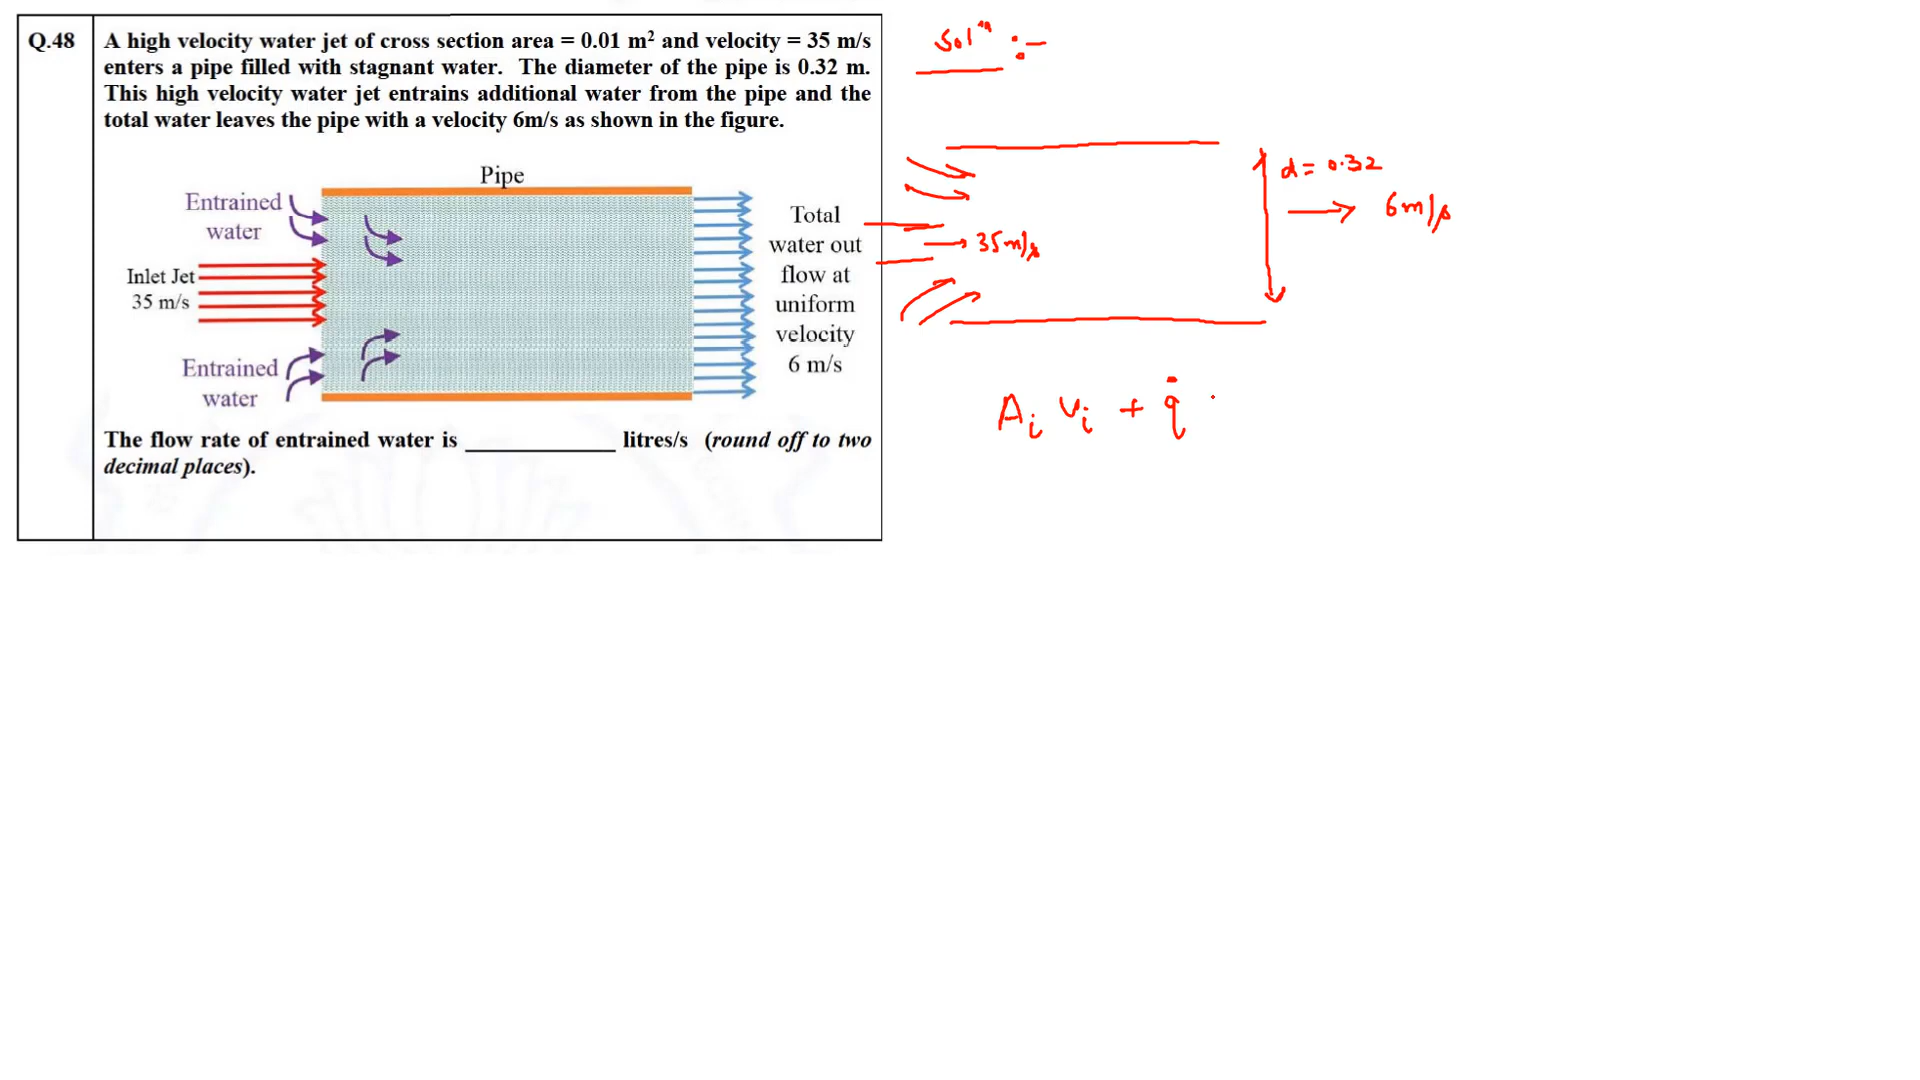 Q.48
A high velocity water jet of cross section area = 0.01 m² and velocity = 35 m/s
enters a pipe filled with stagnant water. The diameter of the pipe is 0.32 m.
This high velocity water jet entrains additional water from the pipe and the
total water leaves the pipe with a velocity 6m/s as shown in the figure.
Pipe
Entrained
water
Inlet Jet
35 m/s
Entrained
water
Total
water out
flow at
uniform
velocity
6 m/s
The flow rate of entrained water is ____________ litres/s (round off to two
decimal places).
Solⁿ :-
d = 0.32
6m/s
35m/s
Aᵢ vᵢ + q̇